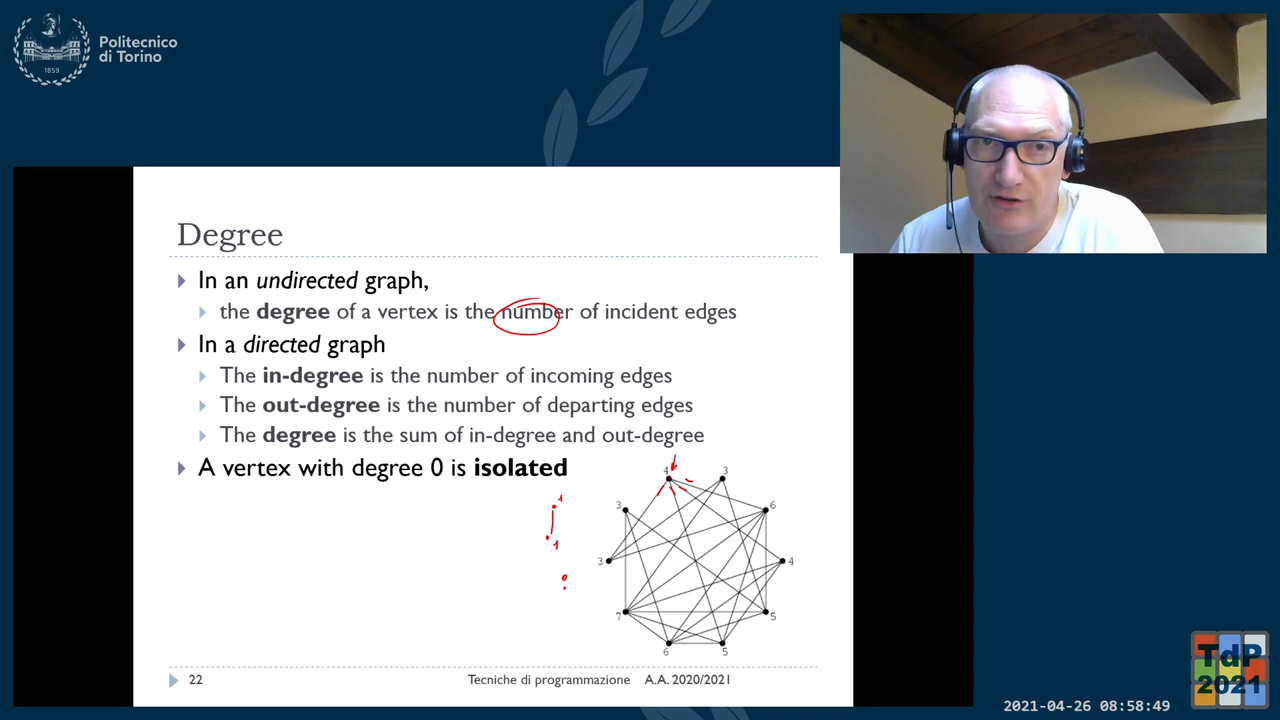 Politecnico
di Torino
1859
Degree
In an undirected graph,
the degree of a vertex is the number of incident edges
In a directed graph
The in-degree is the number of incoming edges
The out-degree is the number of departing edges
The degree is the sum of in-degree and out-degree
A vertex with degree 0 is isolated
4 3
3 6
3 4
7 5
6 5
1
1
0
22 Tecniche di programmazione A.A. 2020/2021
TdP
2021
2021-04-26 08:58:49